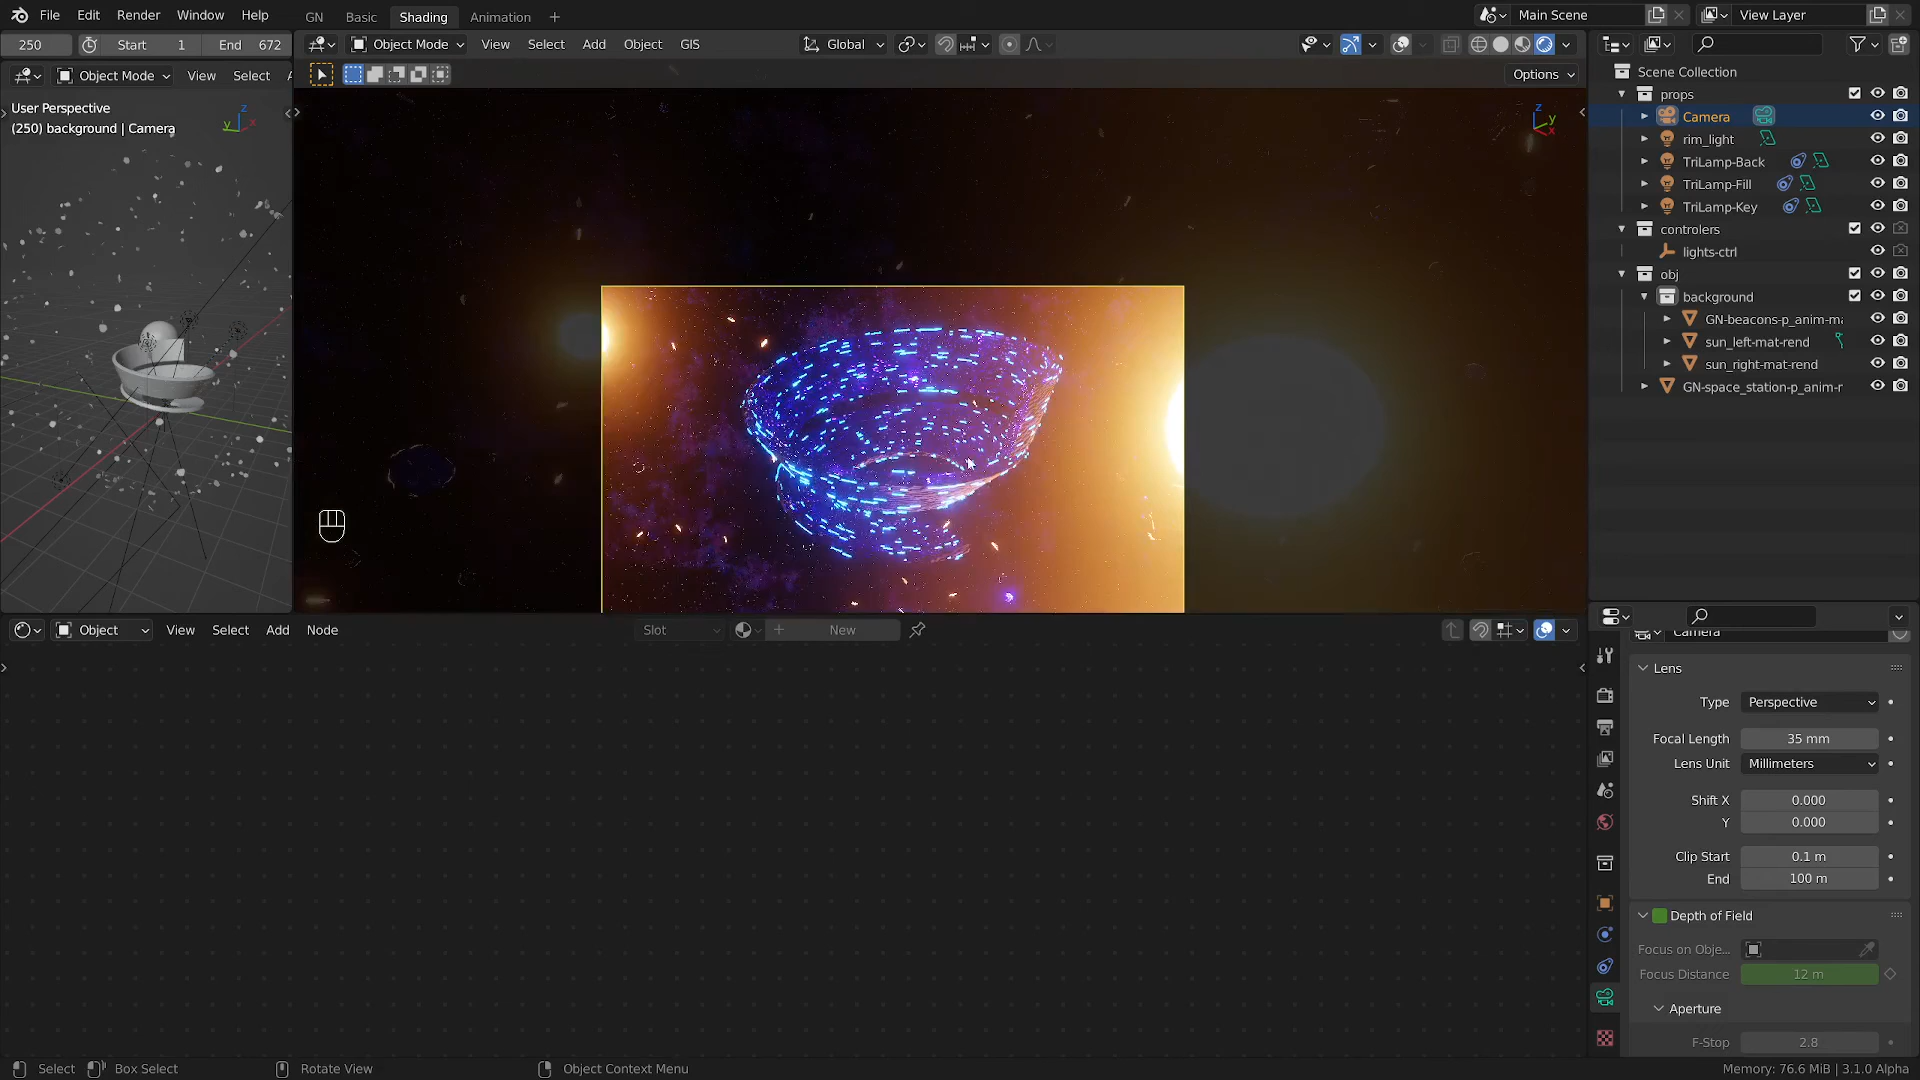 File Edit Render Window Help GN Basic Shading Animation Main Scene View Layer
250 Start 1 End 672 Object Mode View Select Add Object GIS Global
Object Mode View Select A Options
User Perspective
(250) background | Camera
Scene Collection
props
Camera
rim_light
TriLamp-Back
TriLamp-Fill
TriLamp-Key
controlers
lights-ctrl
obj
background
GN-beacons-p_anim-ma
sun_left-mat-rend
sun_right-mat-rend
GN-space_station-p_anim-r
z
y
x
z
y
x
Object View Select Add Node Slot New
Camera
Lens
Type Perspective
Focal Length 35 mm
Lens Unit Millimeters
Shift X 0.000
Y 0.000
Clip Start 0.1 m
End 100 m
Depth of Field
Focus on Obje...
Focus Distance 12 m
Aperture
F-Stop 2.8
Select Box Select Rotate View Object Context Menu Memory: 76.6 MiB | 3.1.0 Alpha